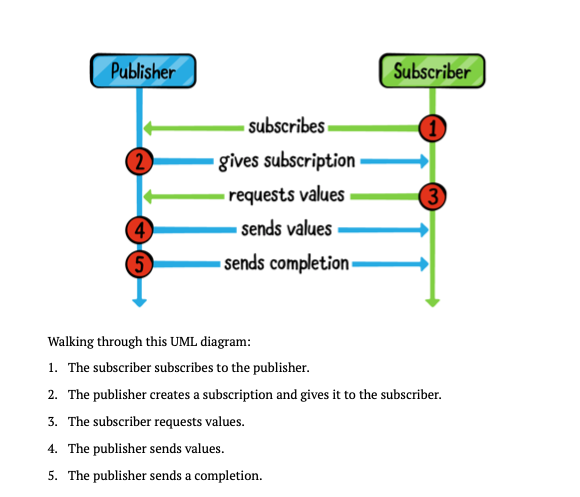 Publisher
Subscriber
subscribes
1
2
gives subscription
requests values
3
4
sends values
5
sends completion
Walking through this UML diagram:
1. The subscriber subscribes to the publisher.
2. The publisher creates a subscription and gives it to the subscriber.
3. The subscriber requests values.
4. The publisher sends values.
5. The publisher sends a completion.